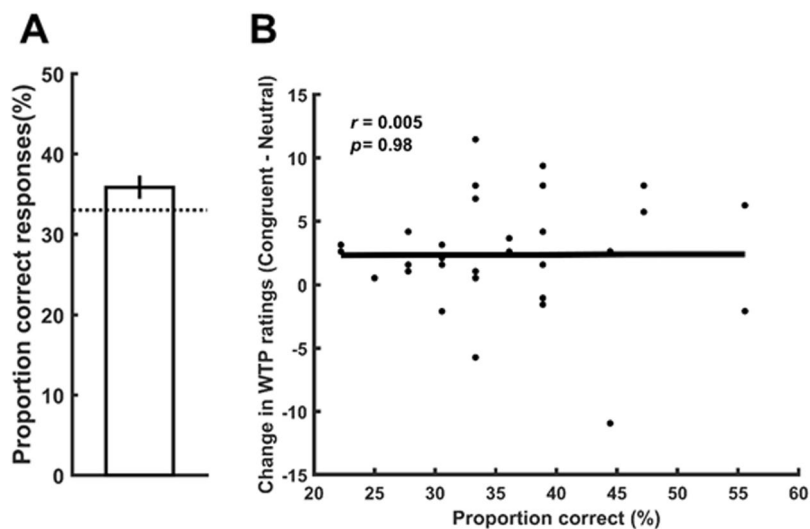 A
Proportion correct responses(%)
50
40
30
20
10
0
B
Change in WTP ratings (Congruent - Neutral)
15
10
5
0
-5
-10
-15
r = 0.005
p= 0.98
20 25 30 35 40 45 50 55 60
Proportion correct (%)